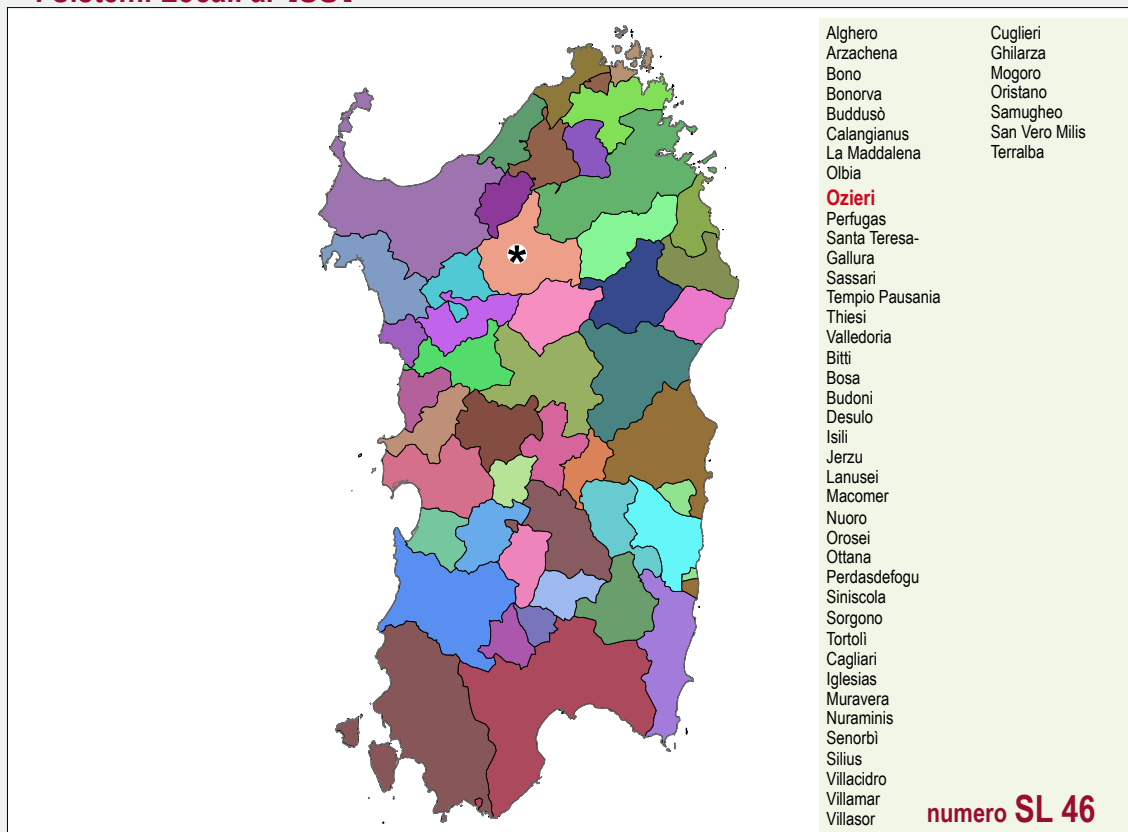 Alghero
Arzachena
Bono
Bonorva
Buddusò
Calangianus
La Maddalena
Olbia
Ozieri
Perfugas
Santa Teresa-
Gallura
Sassari
Tempio Pausania
Thiesi
Valledoria
Bitti
Bosa
Budoni
Desulo
Isili
Jerzu
Lanusei
Macomer
Nuoro
Orosei
Ottana
Perdasdefogu
Siniscola
Sorgono
Tortolì
Cagliari
Iglesias
Muravera
Nuraminis
Senorbì
Silius
Villacidro
Villamar
Villasor
Cuglieri
Ghilarza
Mogoro
Oristano
Samugheo
San Vero Milis
Terralba
*
numero SL 46